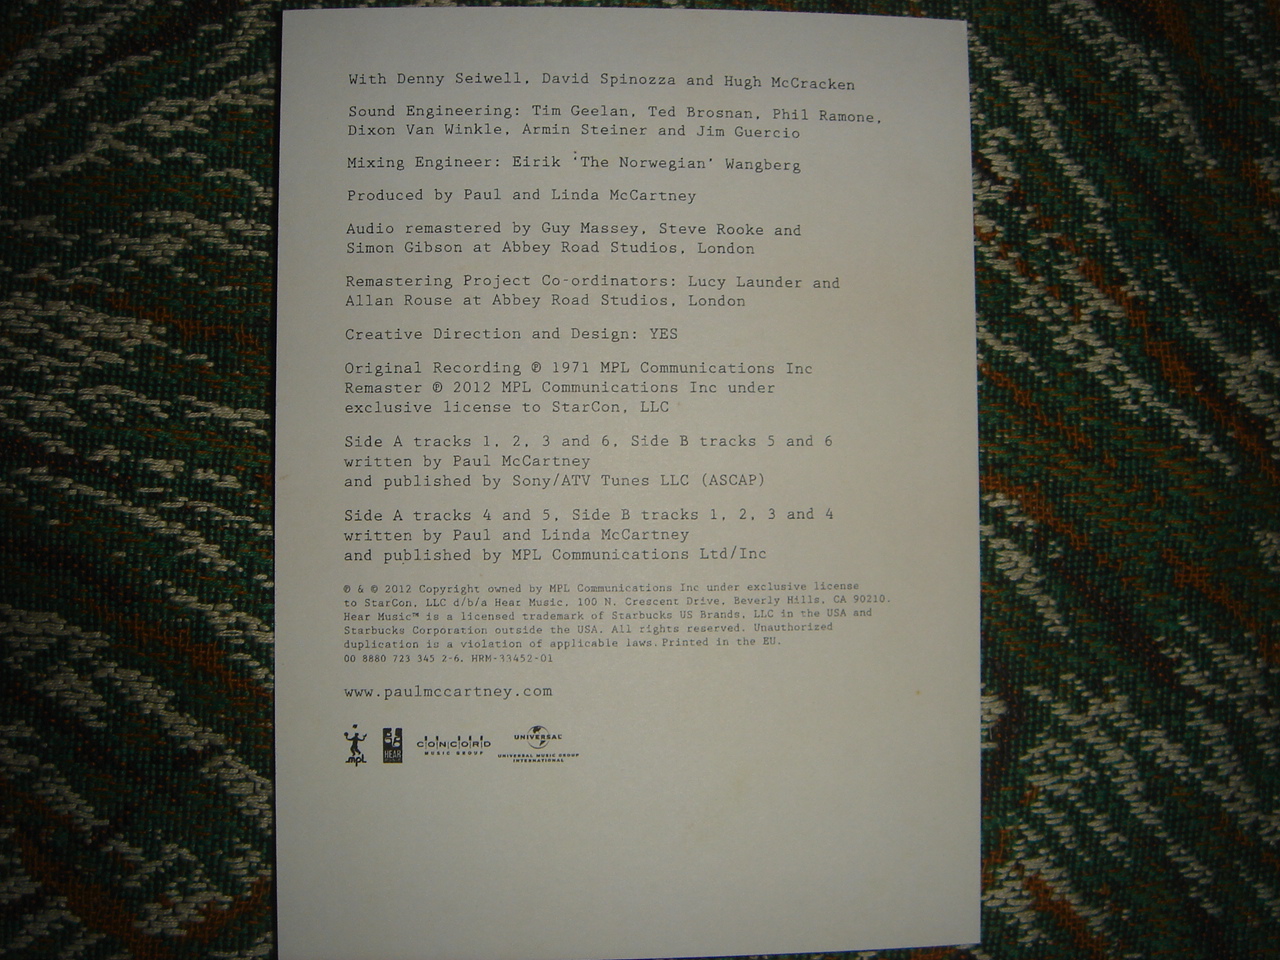 With Denny Seiwell, David Spinozza and Hugh McCracken
Sound Engineering: Tim Geelan, Ted Brosnan, Phil Ramone,
Dixon Van Winkle, Armin Steiner and Jim Guercio
Mixing Engineer: Eirik 'The Norwegian' Wangberg
Produced by Paul and Linda McCartney
Audio remastered by Guy Massey, Steve Rooke and
Simon Gibson at Abbey Road Studios, London
Remastering Project Co-ordinators: Lucy Launder and
Allan Rouse at Abbey Road Studios, London
Creative Direction and Design: YES
Original Recording ℗ 1971 MPL Communications Inc
Remaster ℗ 2012 MPL Communications Inc under
exclusive license to StarCon, LLC
Side A tracks 1, 2, 3 and 6, Side B tracks 5 and 6
written by Paul McCartney
and published by Sony/ATV Tunes LLC (ASCAP)
Side A tracks 4 and 5, Side B tracks 1, 2, 3 and 4
written by Paul and Linda McCartney
and published by MPL Communications Ltd/Inc
℗ & © 2012 Copyright owned by MPL Communications Inc under exclusive license
to StarCon, LLC d/b/a Hear Music, 100 N. Crescent Drive, Beverly Hills, CA 90210.
Hear Music™ is a licensed trademark of Starbucks US Brands, LLC in the USA and
Starbucks Corporation outside the USA. All rights reserved. Unauthorized
duplication is a violation of applicable laws. Printed in the EU.
00 8880 723 345 2-6, HRM-33452-01
www.paulmccartney.com
mpl
HEAR
CONCORD
MUSIC GROUP
UNIVERSAL
UNIVERSAL MUSIC GROUP
INTERNATIONAL